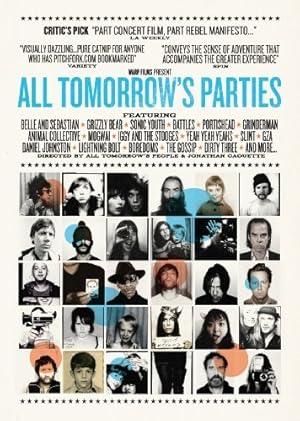 CRITIC'S PICK "PART CONCERT FILM, PART REBEL MANIFESTO..."
L.A. WEEKLY
"VISUALLY DAZZLING...PURE CATNIP FOR ANYONE
WHO HAS PITCHFORK.COM BOOKMARKED"
VARIETY
"CONVEYS THE SENSE OF ADVENTURE THAT
ACCOMPANIES THE GREATER EXPERIENCE"
SPIN
WARP FILMS PRESENT
ALL TOMORROW'S PARTIES
FEATURING
BELLE AND SEBASTIAN ★ GRIZZLY BEAR ★ SONIC YOUTH ★ BATTLES ★ PORTISHEAD ★ GRINDERMAN
ANIMAL COLLECTIVE ★ MOGWAI ★ IGGY AND THE STOOGES ★ YEAH YEAH YEAHS ★ SLINT ★ GZA
DANIEL JOHNSTON ★ LIGHTNING BOLT ★ BOREDOMS ★ THE GOSSIP ★ DIRTY THREE ★ AND MORE...
DIRECTED BY ALL TOMORROW'S PEOPLE & JONATHAN CAOUETTE